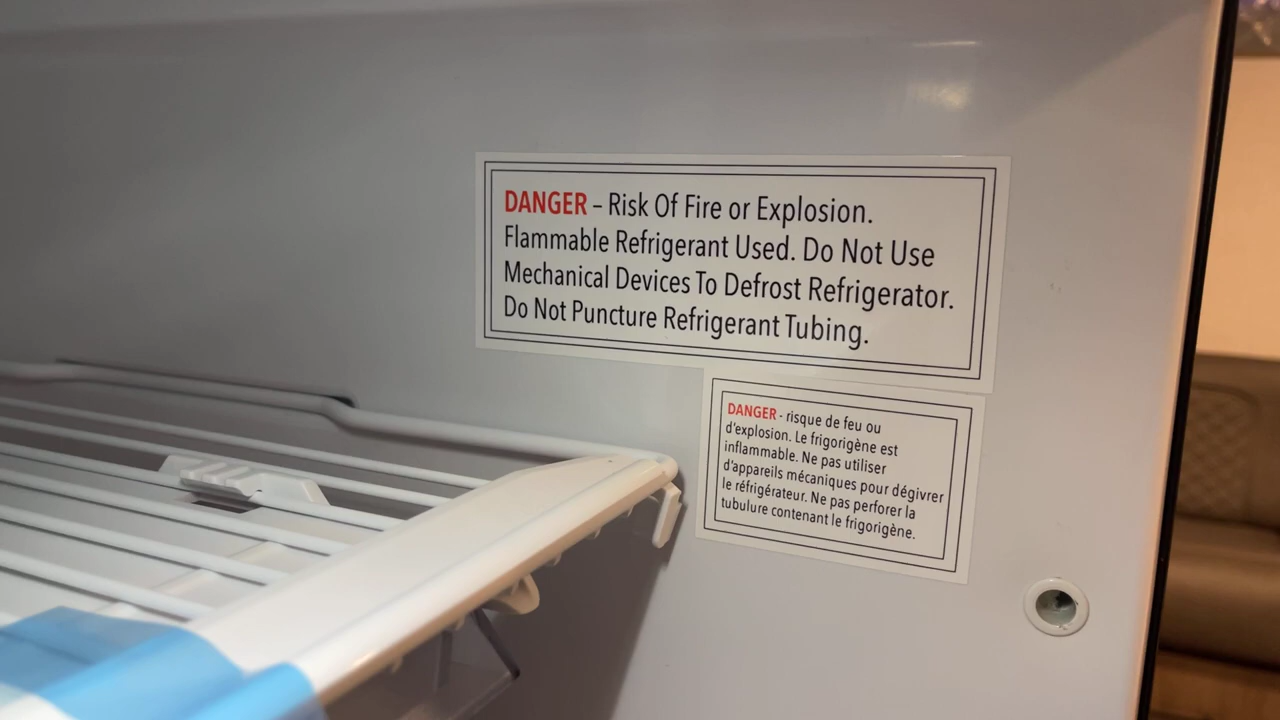 DANGER – Risk Of Fire or Explosion.
Flammable Refrigerant Used. Do Not Use
Mechanical Devices To Defrost Refrigerator.
Do Not Puncture Refrigerant Tubing.
DANGER - risque de feu ou
d'explosion. Le frigorigène est
inflammable. Ne pas utiliser
d'appareils mécaniques pour dégivrer
le réfrigérateur. Ne pas perforer la
tubulure contenant le frigorigène.